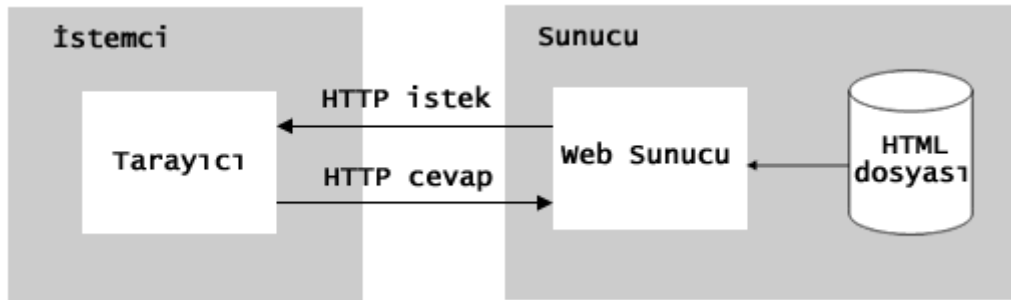 İstemci
Sunucu
HTTP istek
Tarayıcı
HTTP cevap
Web Sunucu
HTML
dosyası